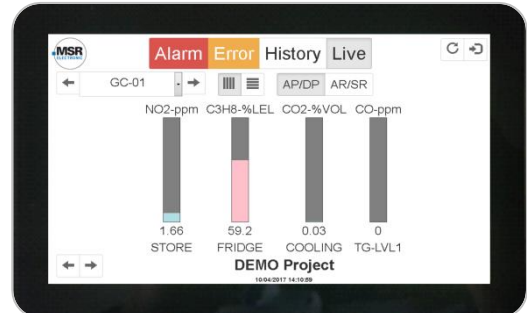 MSR
ELECTRONIC
Alarm Error History Live
GC-01 AP/DP AR/SR
NO2-ppm C3H8-%LEL CO2-%VOL CO-ppm
1.66 59.2 0.03 0
STORE FRIDGE COOLING TG-LVL1
DEMO Project
10/04/2017 14:10:59